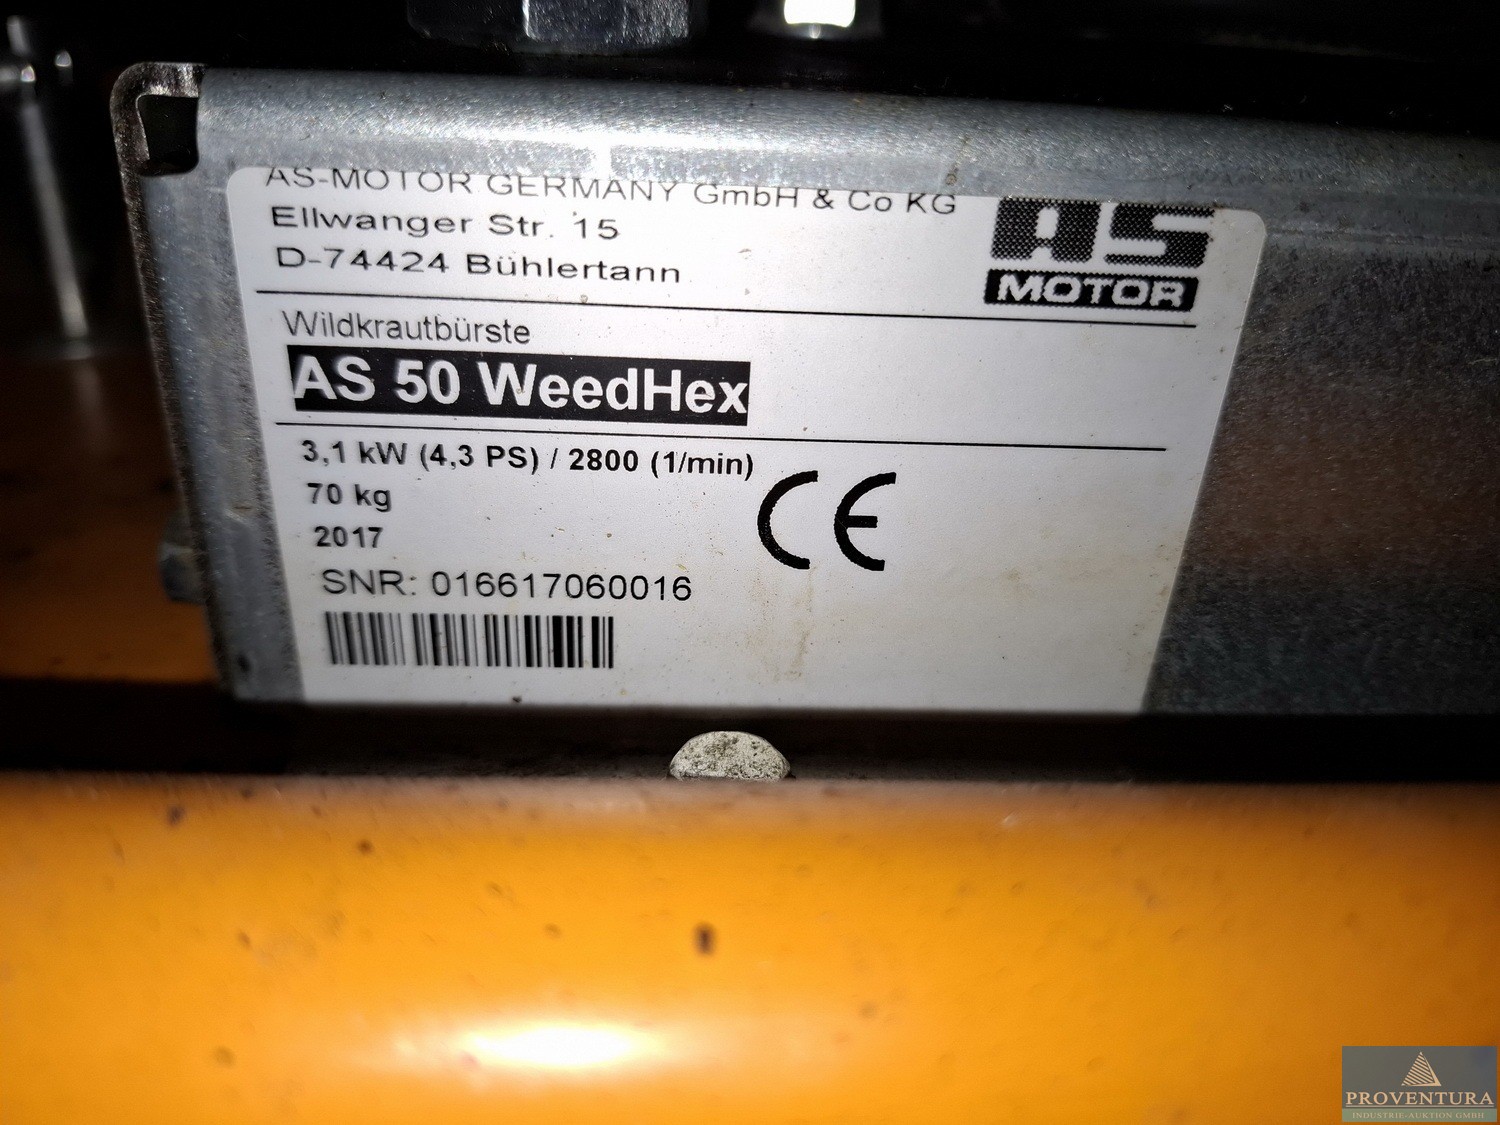 AS-MOTOR GERMANY GmbH & Co KG
Ellwanger Str. 15
D-74424 Bühlertann
AS
MOTOR
Wildkrautbürste
AS 50 WeedHex
3,1 kW (4,3 PS) / 2800 (1/min)
70 kg
2017
CE
SNR: 016617060016
PROVENTURA
INDUSTRIE-AUKTION GMBH